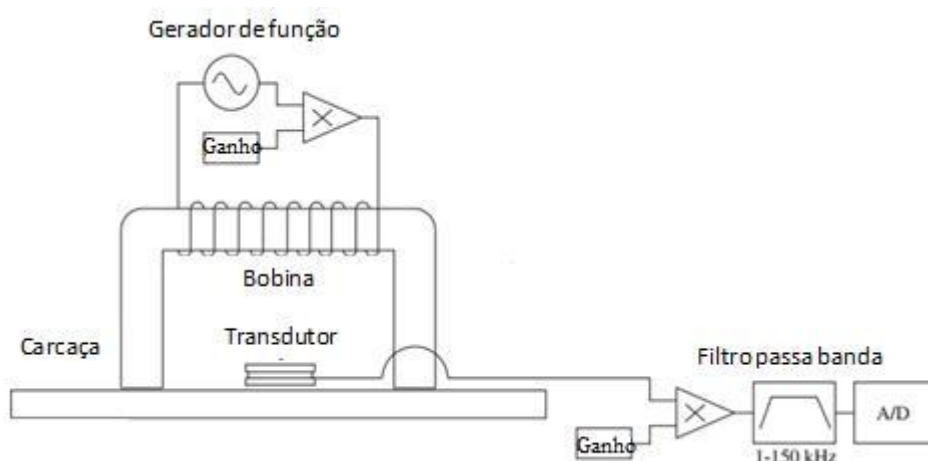 Gerador de função
Ganho
Bobina
Transdutor
Carcaça
Filtro passa banda
A/D
Ganho
1-150 kHz